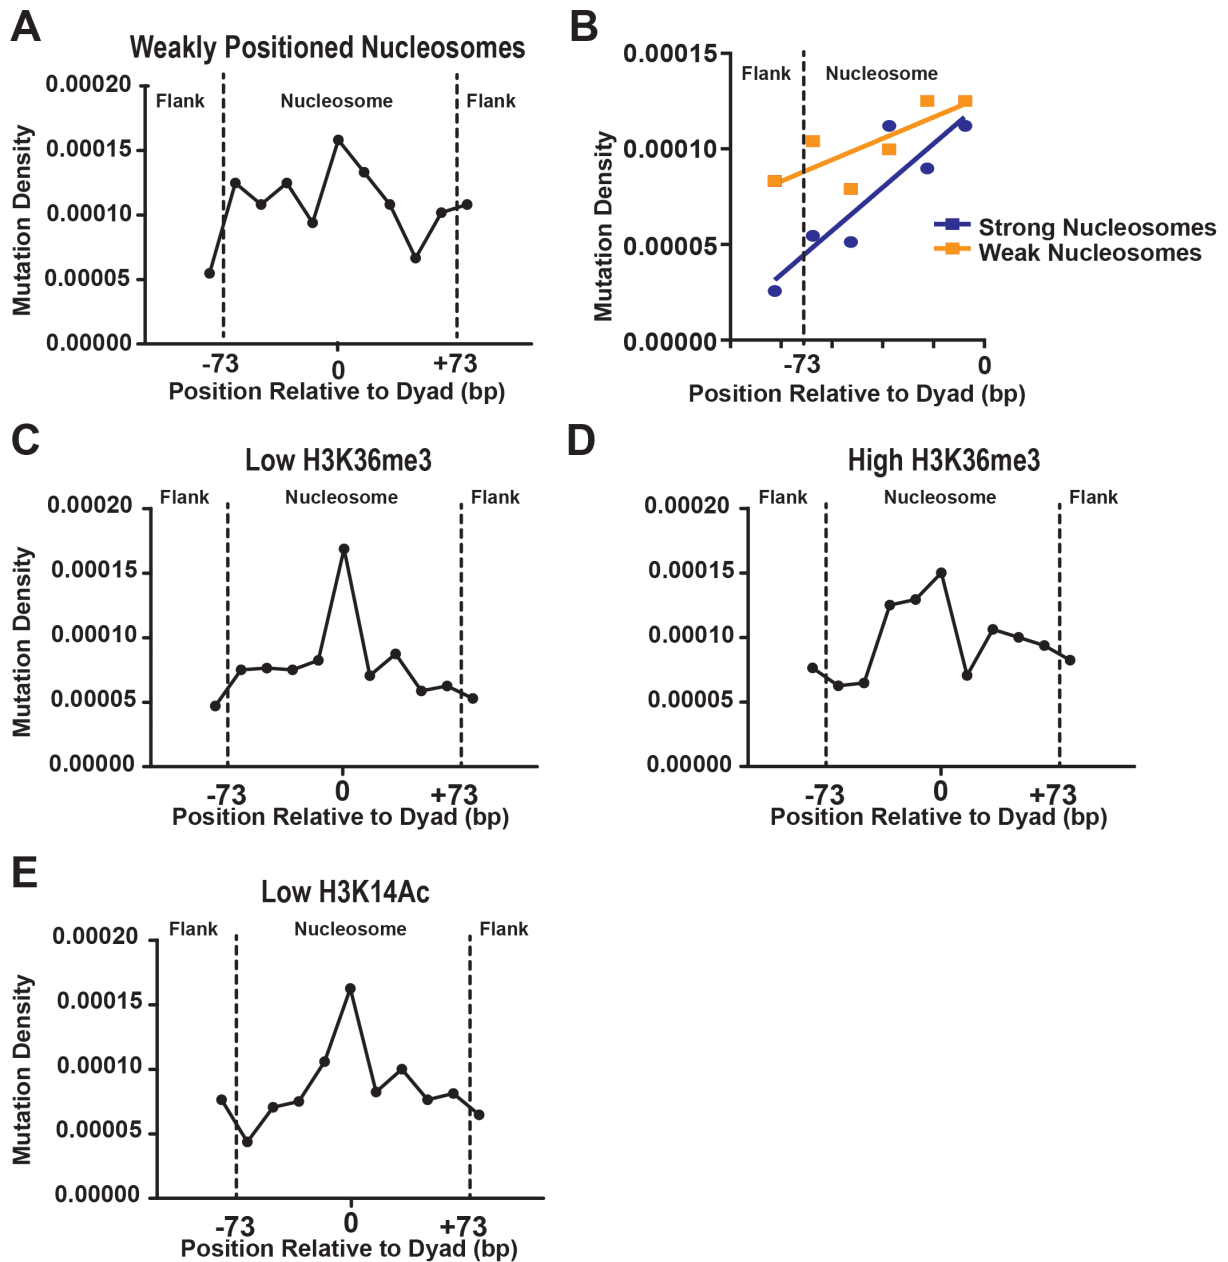 A
Weakly Positioned Nucleosomes
0.00020
0.00015
0.00010
0.00005
0.00000
Mutation Density
Flank
Nucleosome
Flank
-73
0
+73
Position Relative to Dyad (bp)
B
0.00015
0.00010
0.00005
0.00000
Mutation Density
Flank
Nucleosome
Strong Nucleosomes
Weak Nucleosomes
-73
0
Position Relative to Dyad (bp)
C
Low H3K36me3
0.00020
0.00015
0.00010
0.00005
0.00000
Mutation Density
Flank
Nucleosome
Flank
-73
0
+73
Position Relative to Dyad (bp)
D
High H3K36me3
0.00020
0.00015
0.00010
0.00005
0.00000
Flank
Nucleosome
Flank
-73
0
+73
Position Relative to Dyad (bp)
E
Low H3K14Ac
0.00020
0.00015
0.00010
0.00005
0.00000
Mutation Density
Flank
Nucleosome
Flank
-73
0
+73
Position Relative to Dyad (bp)